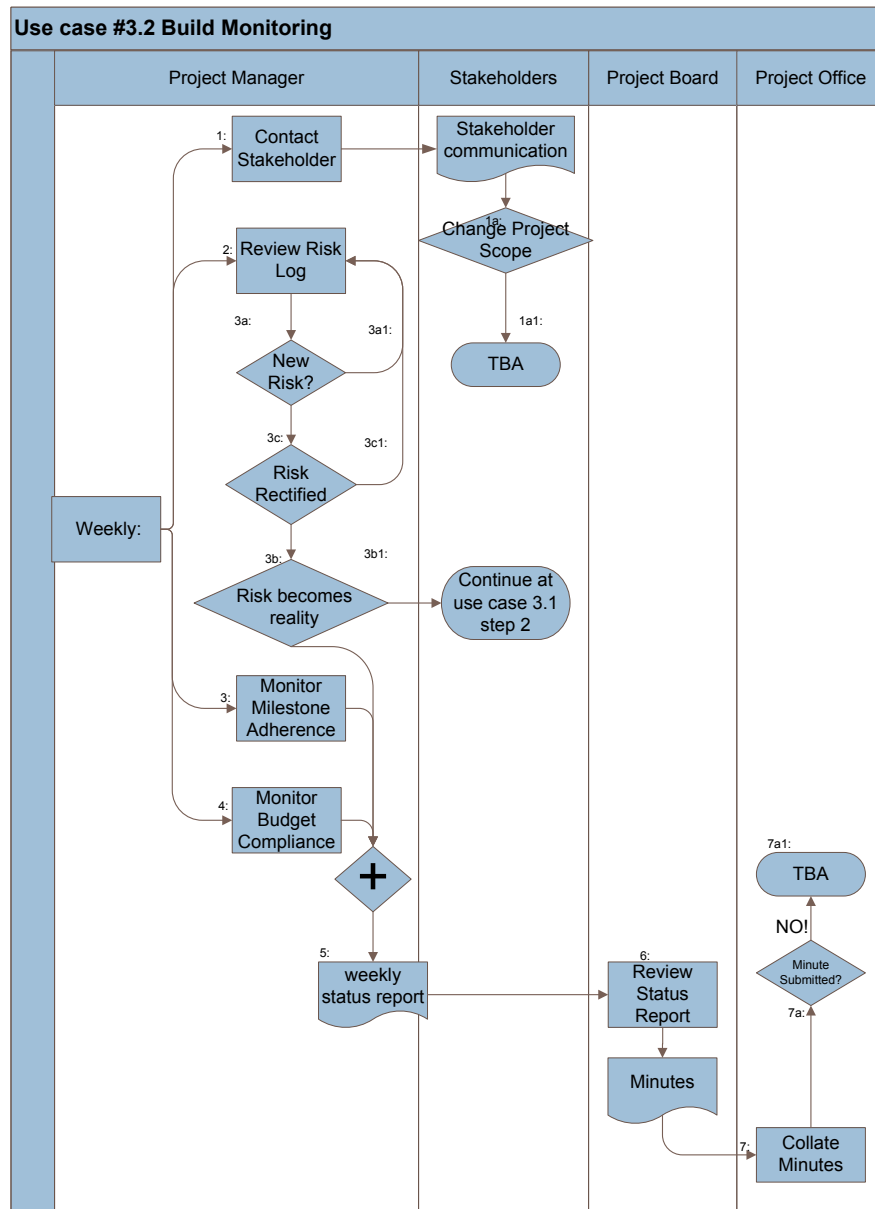 Use case #3.2 Build Monitoring
Project Manager
Stakeholders
Project Board
Project Office
1:
Contact
Stakeholder
Stakeholder
communication
1a:
Change Project
Scope
2:
Review Risk
Log
3a:
3a1:
1a1:
New
Risk?
TBA
3c:
3c1:
Risk
Rectified
Weekly:
3b:
3b1:
Risk becomes
reality
Continue at
use case 3.1
step 2
3:
Monitor
Milestone
Adherence
4:
Monitor
Budget
Compliance
+
7a1:
TBA
NO!
Minute
Submitted?
7a:
5:
weekly
status report
6:
Review
Status
Report
Minutes
7:
Collate
Minutes